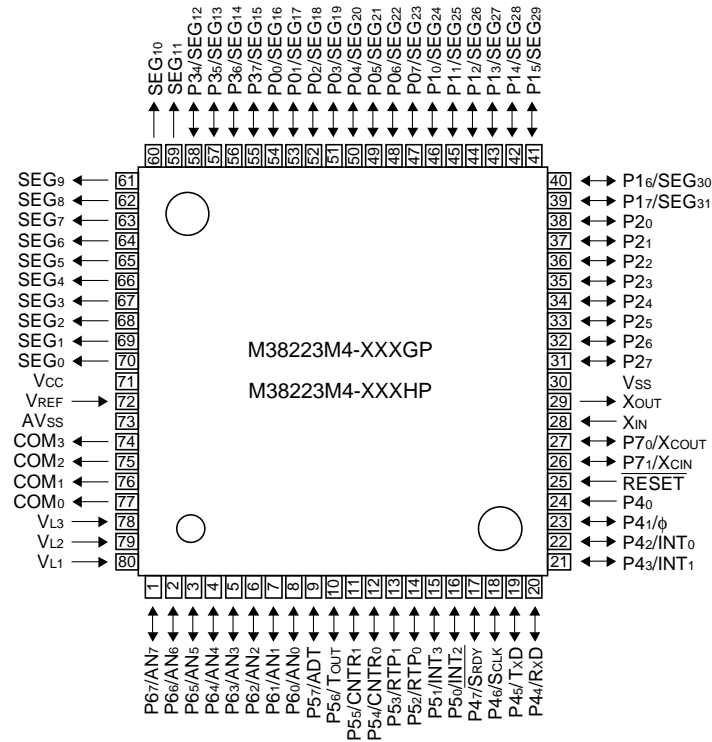 SEG10
SEG11
P34/SEG12
P35/SEG13
P36/SEG14
P37/SEG15
P00/SEG16
P01/SEG17
P02/SEG18
P03/SEG19
P04/SEG20
P05/SEG21
P06/SEG22
P07/SEG23
P10/SEG24
P11/SEG25
P12/SEG26
P13/SEG27
P14/SEG28
P15/SEG29
60
59
58
57
56
55
54
53
52
51
50
49
48
47
46
45
44
43
42
41
SEG9 61
SEG8 62
SEG7 63
SEG6 64
SEG5 65
SEG4 66
SEG3 67
SEG2 68
SEG1 69
SEG0 70
VCC 71
VREF 72
AVSS 73
COM3 74
COM2 75
COM1 76
COM0 77
VL3 78
VL2 79
VL1 80
M38223M4-XXXGP
M38223M4-XXXHP
40 P16/SEG30
39 P17/SEG31
38 P20
37 P21
36 P22
35 P23
34 P24
33 P25
32 P26
31 P27
30 VSS
29 XOUT
28 XIN
27 P70/XCOUT
26 P71/XCIN
25 RESET
24 P40
23 P41/ϕ
22 P42/INT0
21 P43/INT1
1
2
3
4
5
6
7
8
9
10
11
12
13
14
15
16
17
18
19
20
P67/AN7
P66/AN6
P65/AN5
P64/AN4
P63/AN3
P62/AN2
P61/AN1
P60/AN0
P57/ADT
P56/TOUT
P55/CNTR1
P54/CNTR0
P53/RTP1
P52/RTP0
P51/INT3
P50/INT2
P47/SRDY
P46/SCLK
P45/TXD
P44/RXD